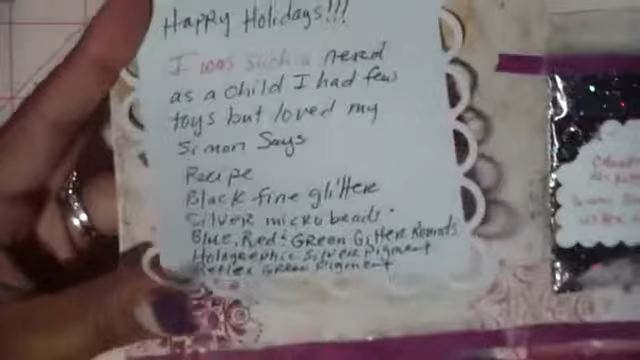 Happy Holidays!!!
I was such a nered
as a child I had few
toys but loved my
Simon Says
Recipe
Black fine glitter
Silver microbeads.
Blue, Red & Green Glitter Rounds
Holographic Silver Pigment
Reflex Green Pigment